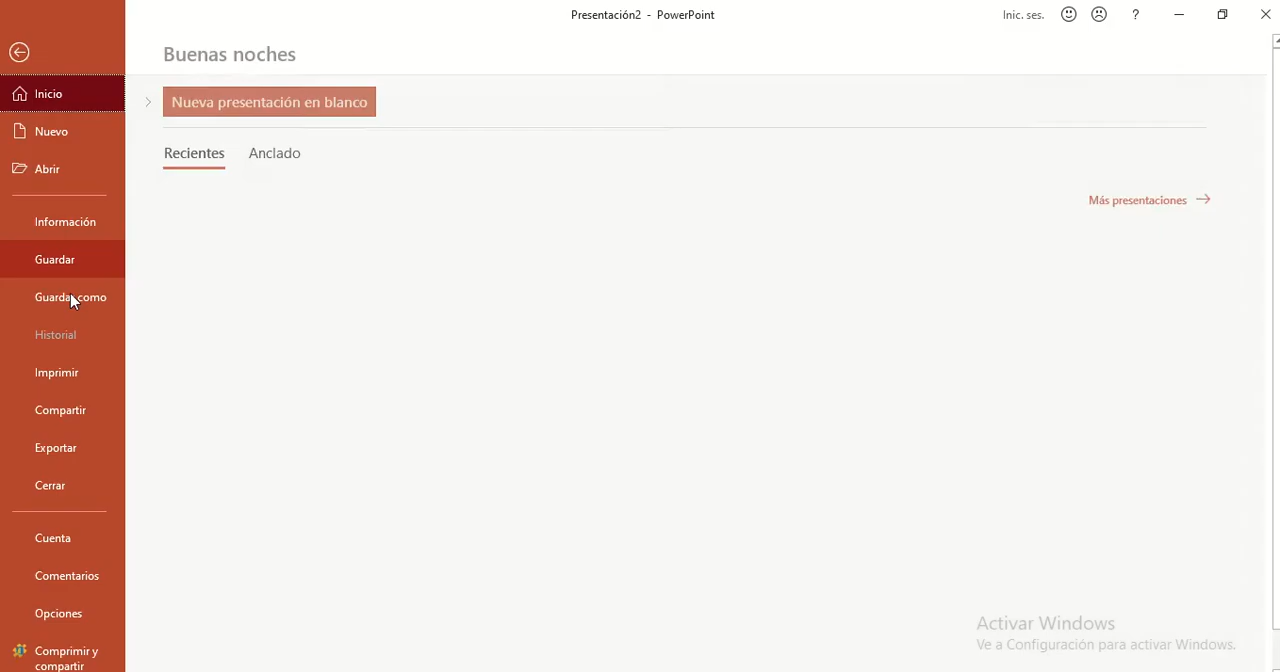 Presentación2 - PowerPoint
Inic. ses.
?
Buenas noches
Inicio
Nueva presentación en blanco
Nuevo
Recientes Anclado
Abrir
Más presentaciones
Información
Guardar
Guardar como
Historial
Imprimir
Compartir
Exportar
Cerrar
Cuenta
Comentarios
Opciones
Comprimir y
compartir
Activar Windows
Ve a Configuración para activar Windows.